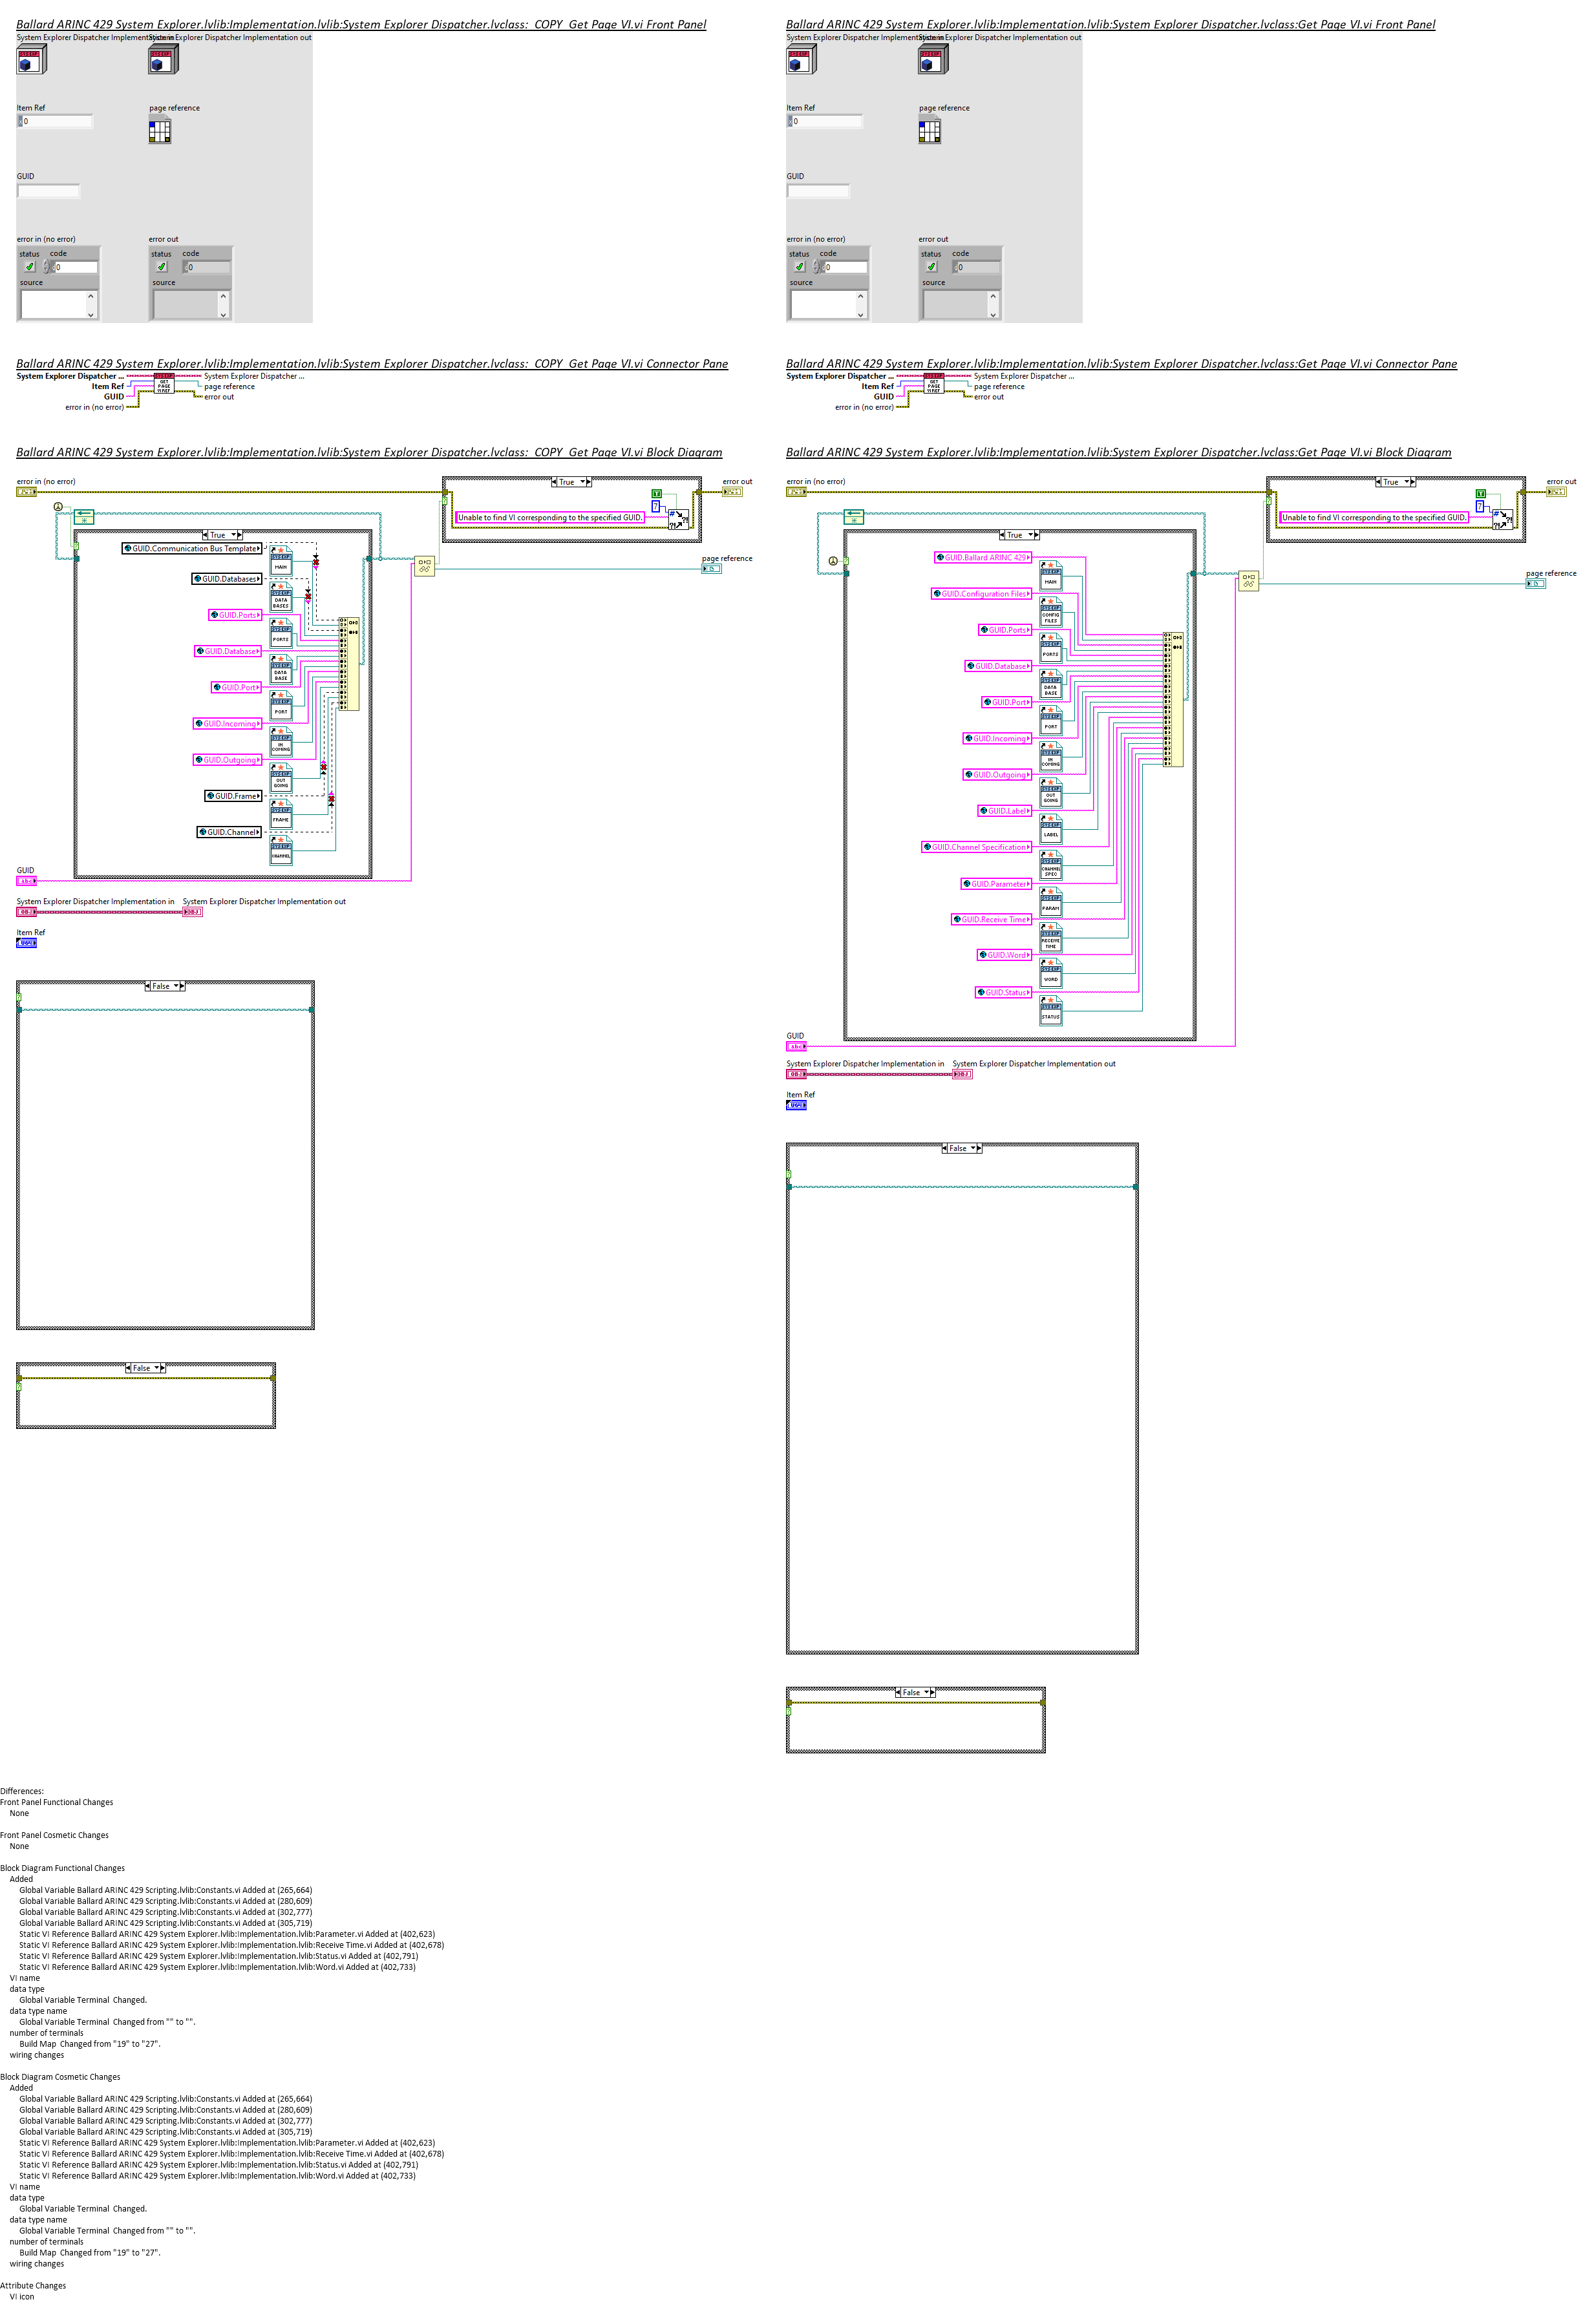 Ballard ARINC 429 System Explorer.lvlib:Implementation.lvlib:System Explorer Dispatcher.lvclass:_COPY_Get Page VI.vi Front Panel
System Explorer Dispatcher Implementation in
System Explorer Dispatcher Implementation out
Item Ref
0
page reference
GUID
error in (no error)
status code
0
source
error out
status code
0
source
Ballard ARINC 429 System Explorer.lvlib:Implementation.lvlib:System Explorer Dispatcher.lvclass:Get Page VI.vi Front Panel
System Explorer Dispatcher Implementation in
System Explorer Dispatcher Implementation out
Item Ref
0
page reference
GUID
error in (no error)
status code
0
source
error out
status code
0
source
Ballard ARINC 429 System Explorer.lvlib:Implementation.lvlib:System Explorer Dispatcher.lvclass:_COPY_Get Page VI.vi Connector Pane
System Explorer Dispatcher ...
Item Ref
GUID
error in (no error)
GET
PAGE
VI REF
System Explorer Dispatcher ...
page reference
error out
Ballard ARINC 429 System Explorer.lvlib:Implementation.lvlib:System Explorer Dispatcher.lvclass:Get Page VI.vi Connector Pane
System Explorer Dispatcher ...
Item Ref
GUID
error in (no error)
GET
PAGE
VI REF
System Explorer Dispatcher ...
page reference
error out
Ballard ARINC 429 System Explorer.lvlib:Implementation.lvlib:System Explorer Dispatcher.lvclass:_COPY_Get Page VI.vi Block Diagram
error in (no error)
True
Unable to find VI corresponding to the specified GUID.
error out
True
GUID.Communication Bus Template
MAIN
GUID.Databases
DATA
BASES
GUID.Ports
PORTS
GUID.Database
DATA
BASE
GUID.Port
PORT
GUID.Incoming
IN
COMING
GUID.Outgoing
OUT
GOING
GUID.Frame
FRAME
GUID.Channel
CHANNEL
page reference
GUID
System Explorer Dispatcher Implementation in
System Explorer Dispatcher Implementation out
Item Ref
False
False
Ballard ARINC 429 System Explorer.lvlib:Implementation.lvlib:System Explorer Dispatcher.lvclass:Get Page VI.vi Block Diagram
error in (no error)
True
Unable to find VI corresponding to the specified GUID.
error out
True
GUID.Ballard ARINC 429
MAIN
GUID.Configuration Files
CONFIG
FILES
GUID.Ports
PORTS
GUID.Database
DATA
BASE
GUID.Port
PORT
GUID.Incoming
IN
COMING
GUID.Outgoing
OUT
GOING
GUID.Label
LABEL
GUID.Channel Specification
CHANNEL
SPEC
GUID.Parameter
PARAM
GUID.Receive Time
RECEIVE
TIME
GUID.Word
WORD
GUID.Status
STATUS
page reference
GUID
System Explorer Dispatcher Implementation in
System Explorer Dispatcher Implementation out
Item Ref
False
False
Differences:
Front Panel Functional Changes
None
Front Panel Cosmetic Changes
None
Block Diagram Functional Changes
Added
Global Variable Ballard ARINC 429 Scripting.lvlib:Constants.vi Added at (265,664)
Global Variable Ballard ARINC 429 Scripting.lvlib:Constants.vi Added at (280,609)
Global Variable Ballard ARINC 429 Scripting.lvlib:Constants.vi Added at (302,777)
Global Variable Ballard ARINC 429 Scripting.lvlib:Constants.vi Added at (305,719)
Static VI Reference Ballard ARINC 429 System Explorer.lvlib:Implementation.lvlib:Parameter.vi Added at (402,623)
Static VI Reference Ballard ARINC 429 System Explorer.lvlib:Implementation.lvlib:Receive Time.vi Added at (402,678)
Static VI Reference Ballard ARINC 429 System Explorer.lvlib:Implementation.lvlib:Status.vi Added at (402,791)
Static VI Reference Ballard ARINC 429 System Explorer.lvlib:Implementation.lvlib:Word.vi Added at (402,733)
VI name
data type
Global Variable Terminal  Changed.
data type name
Global Variable Terminal  Changed from "" to "".
number of terminals
Build Map  Changed from "19" to "27".
wiring changes
Block Diagram Cosmetic Changes
Added
Global Variable Ballard ARINC 429 Scripting.lvlib:Constants.vi Added at (265,664)
Global Variable Ballard ARINC 429 Scripting.lvlib:Constants.vi Added at (280,609)
Global Variable Ballard ARINC 429 Scripting.lvlib:Constants.vi Added at (302,777)
Global Variable Ballard ARINC 429 Scripting.lvlib:Constants.vi Added at (305,719)
Static VI Reference Ballard ARINC 429 System Explorer.lvlib:Implementation.lvlib:Parameter.vi Added at (402,623)
Static VI Reference Ballard ARINC 429 System Explorer.lvlib:Implementation.lvlib:Receive Time.vi Added at (402,678)
Static VI Reference Ballard ARINC 429 System Explorer.lvlib:Implementation.lvlib:Status.vi Added at (402,791)
Static VI Reference Ballard ARINC 429 System Explorer.lvlib:Implementation.lvlib:Word.vi Added at (402,733)
VI name
data type
Global Variable Terminal  Changed.
data type name
Global Variable Terminal  Changed from "" to "".
number of terminals
Build Map  Changed from "19" to "27".
wiring changes
Attribute Changes
VI icon